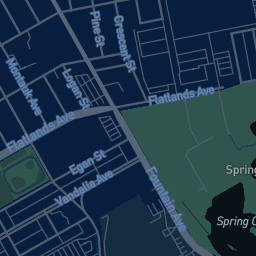 Pine St
Crescent St
Montauk Ave
Logan St
Flatlands Ave
Flatlands Ave
Egan St
Vandalia Ave
Fountain Ave
Spring
Spring C